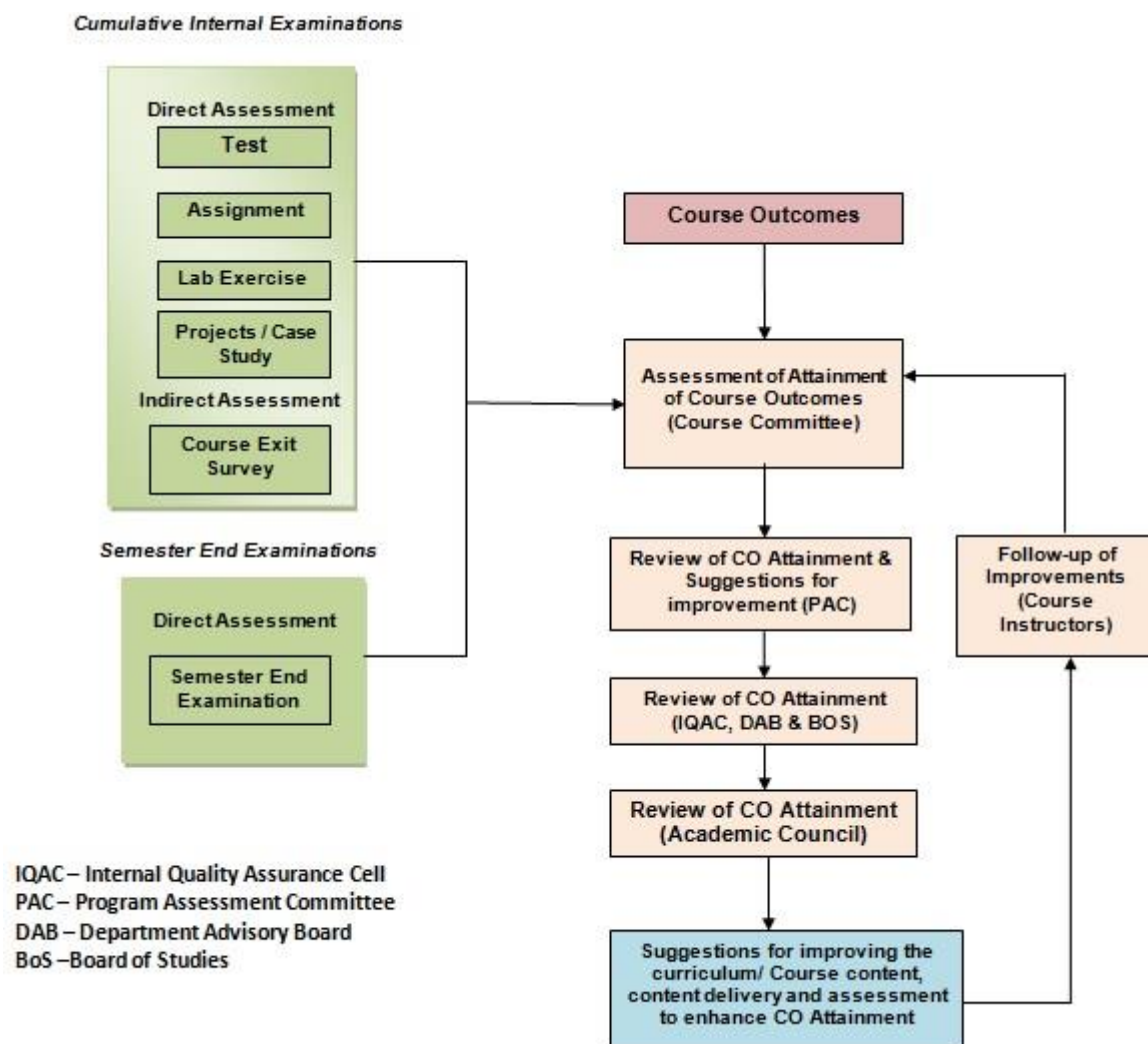 Cumulative Internal Examinations
Direct Assessment
Test
Assignment
Lab Exercise
Projects / Case
Study
Indirect Assessment
Course Exit
Survey
Semester End Examinations
Direct Assessment
Semester End
Examination
IQAC – Internal Quality Assurance Cell
PAC – Program Assessment Committee
DAB – Department Advisory Board
BoS –Board of Studies
Course Outcomes
Assessment of Attainment
of Course Outcomes
(Course Committee)
Review of CO Attainment &
Suggestions for
improvement (PAC)
Review of CO Attainment
(IQAC, DAB & BOS)
Review of CO Attainment
(Academic Council)
Suggestions for improving the
curriculum/ Course content,
content delivery and assessment
to enhance CO Attainment
Follow-up of
Improvements
(Course
Instructors)